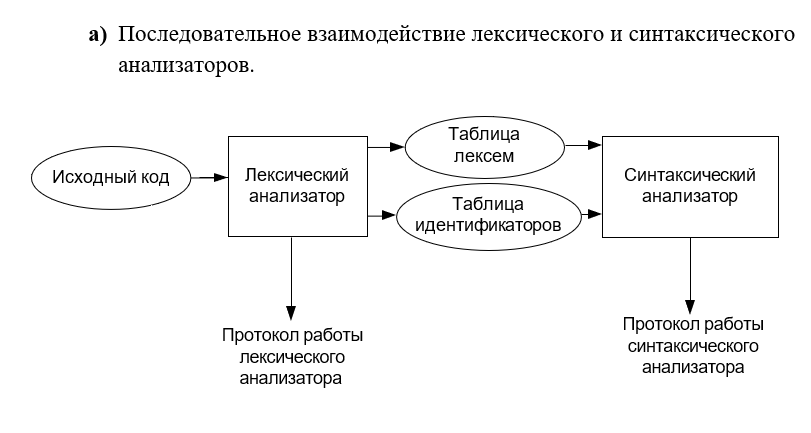 а) Последовательное взаимодействие лексического и синтаксического
анализаторов.
Исходный код
Лексический
анализатор
Таблица
лексем
Таблица
идентификаторов
Синтаксический
анализатор
Протокол работы
лексического
анализатора
Протокол работы
синтаксического
анализатора